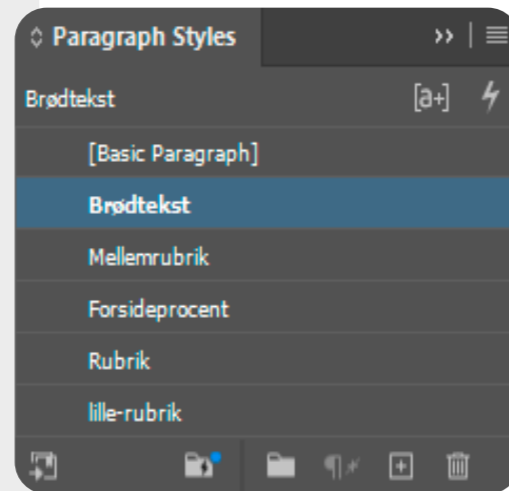 Paragraph Styles
Brødtekst
[Basic Paragraph]
Brødtekst
Mellemrubrik
Forsideprocent
Rubrik
lille-rubrik